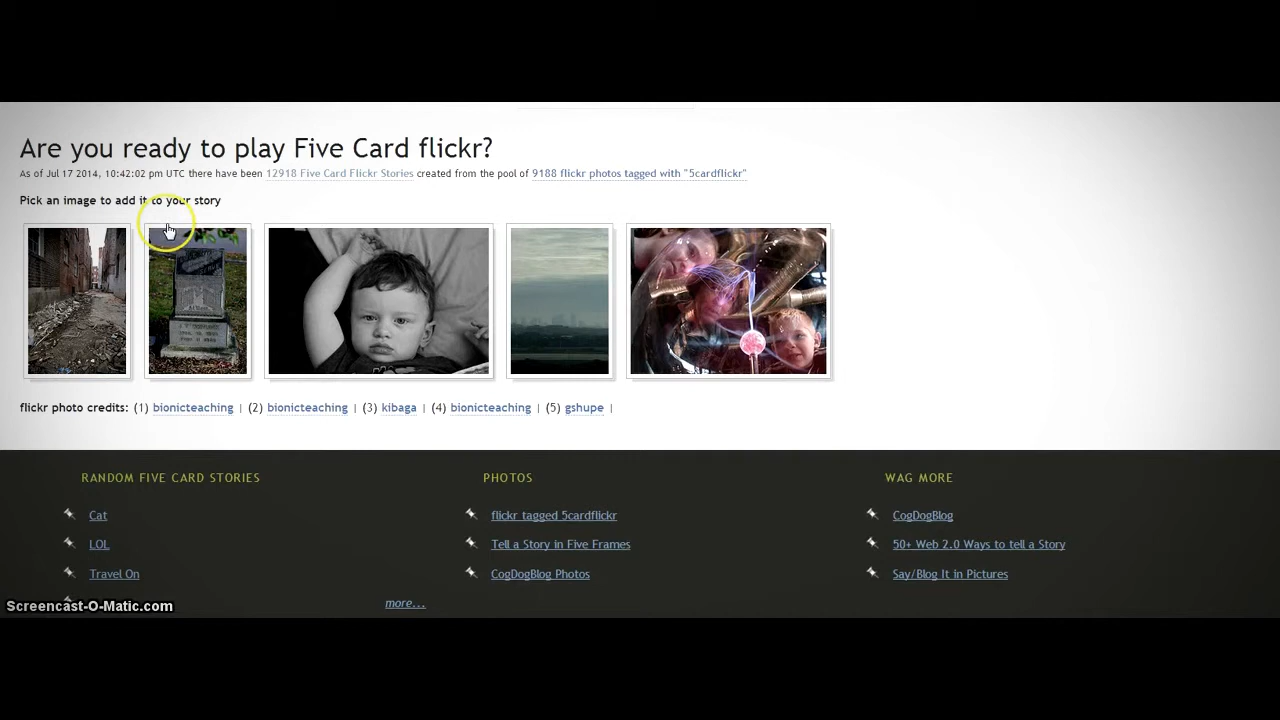 Are you ready to play Five Card flickr?
As of Jul 17 2014, 10:42:02 pm UTC there have been 12918 Five Card Flickr Stories created from the pool of 9188 flickr photos tagged with "5cardflickr"
Pick an image to add it to your story
flickr photo credits: (1) bionicteaching | (2) bionicteaching | (3) kibaga | (4) bionicteaching | (5) gshupe |
RANDOM FIVE CARD STORIES
Cat
LOL
Travel On
more...
PHOTOS
flickr tagged 5cardflickr
Tell a Story in Five Frames
CogDogBlog Photos
WAG MORE
CogDogBlog
50+ Web 2.0 Ways to tell a Story
Say/Blog It in Pictures
Screencast-O-Matic.com